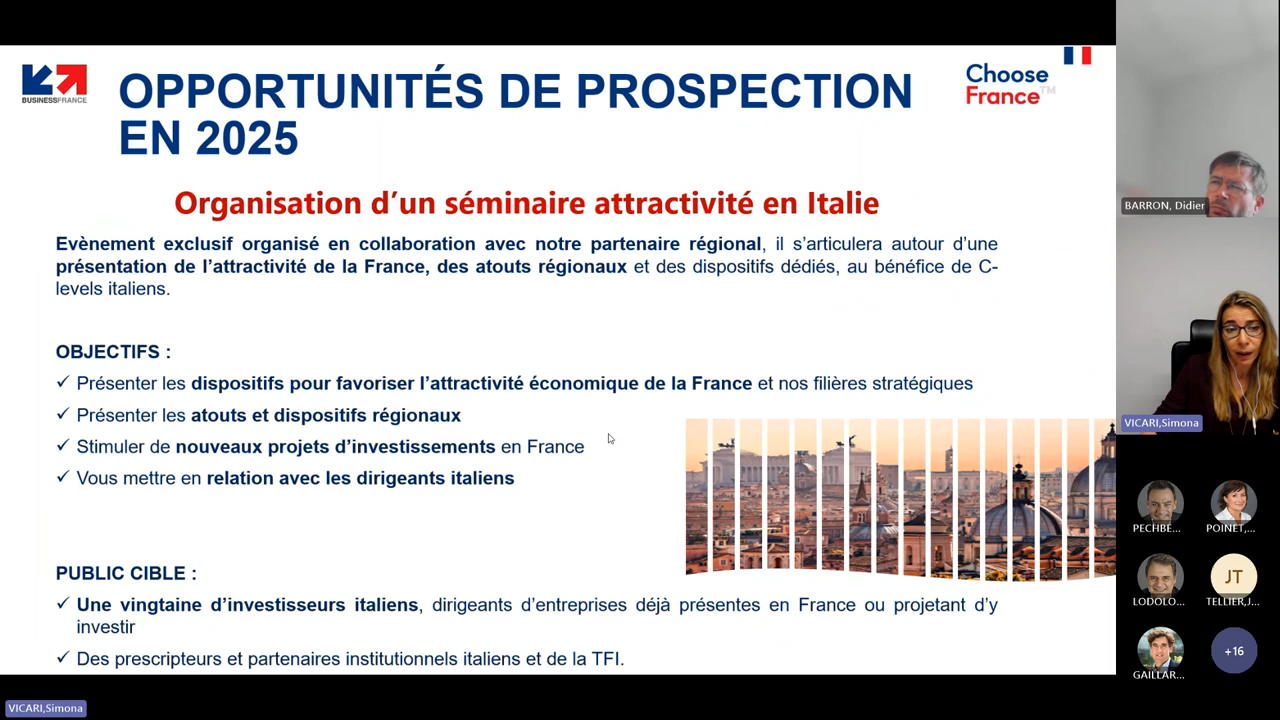 BUSINESSFRANCE
OPPORTUNITÉS DE PROSPECTION
EN 2025
Choose
France™
Organisation d’un séminaire attractivité en Italie
Evènement exclusif organisé en collaboration avec notre partenaire régional, il s’articulera autour d’une
présentation de l’attractivité de la France, des atouts régionaux et des dispositifs dédiés, au bénéfice de C-
levels italiens.
OBJECTIFS :
✓ Présenter les dispositifs pour favoriser l’attractivité économique de la France et nos filières stratégiques
✓ Présenter les atouts et dispositifs régionaux
✓ Stimuler de nouveaux projets d’investissements en France
✓ Vous mettre en relation avec les dirigeants italiens
PUBLIC CIBLE :
✓ Une vingtaine d’investisseurs italiens, dirigeants d’entreprises déjà présentes en France ou projetant d’y
investir
✓ Des prescripteurs et partenaires institutionnels italiens et de la TFI.
BARRON, Didier
VICARI,Simona
PECHBE...
POINET,...
LODOLO...
JT
TELLIER,J...
GAILLAR...
+16
VICARI,Simona